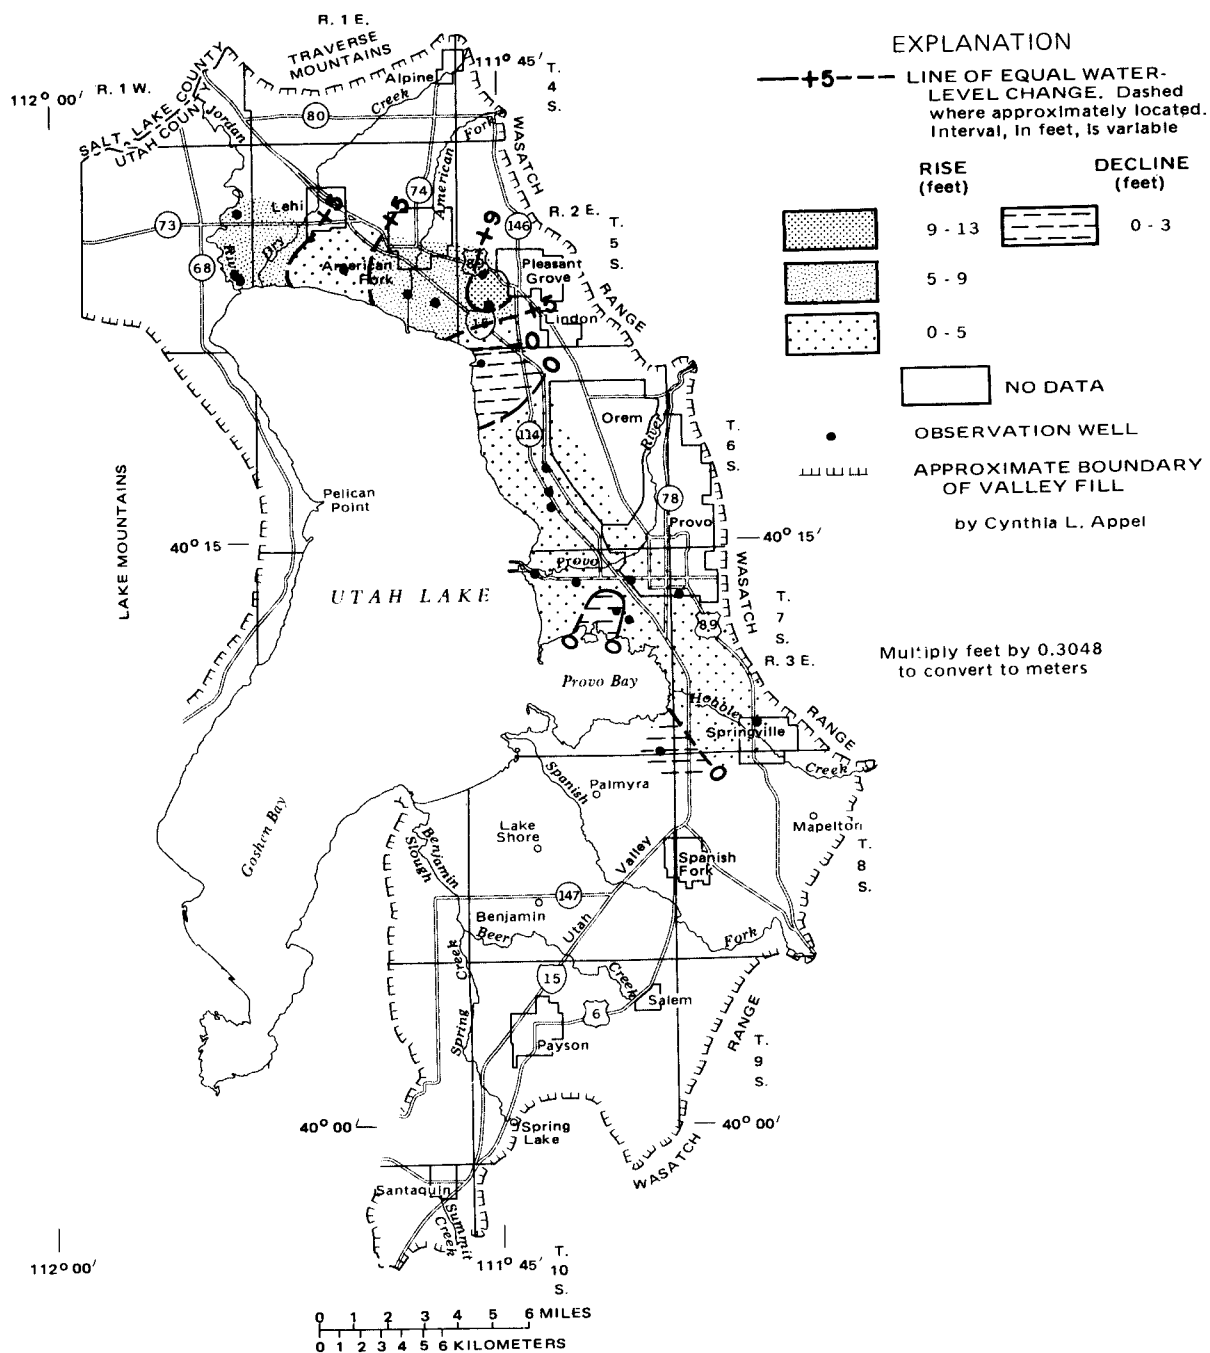 R. 1 E.
TRAVERSE
MOUNTAINS
111° 45′
T.
4
S.
112° 00′
R. 1 W.
SALT LAKE COUNTY
UTAH COUNTY
Jordan
River
Alpine
Creek
Dry
80
American
Fork
WASATCH
RANGE
Lehi
+5
+5
74
+9
146
R. 2 E.
T.
5
S.
73
68
American
Fork
89
Pleasant
Grove
15
+5
Lindon
0
0
Orem
River
114
T.
6
S.
78
Provo
LAKE MOUNTAINS
Pelican
Point
40° 15′
40° 15′
Provo
UTAH LAKE
WASATCH
RANGE
T.
7
S.
89
0
0
R. 3 E.
Provo Bay
Hobble
Creek
Springville
0
Spanish
Fork
Palmyra
Goshen Bay
Lake
Shore
Mapelton
T.
8
S.
Benjamin
Slough
Utah Valley
Spanish
Fork
147
Benjamin
Beer
Creek
Spring
Creek
15
6
Salem
Payson
RANGE
WASATCH
T.
9
S.
40° 00′
40° 00′
Spring
Lake
Santaquin
Summit
Creek
112° 00′
111° 45′
T.
10
S.
0 1 2 3 4 5 6 MILES
0 1 2 3 4 5 6 KILOMETERS
EXPLANATION
+5 LINE OF EQUAL WATER-
LEVEL CHANGE. Dashed
where approximately located.
Interval, in feet, is variable
RISE
(feet)
DECLINE
(feet)
9 - 13
0 - 3
5 - 9
0 - 5
NO DATA
OBSERVATION WELL
APPROXIMATE BOUNDARY
OF VALLEY FILL
by Cynthia L. Appel
Multiply feet by 0.3048
to convert to meters